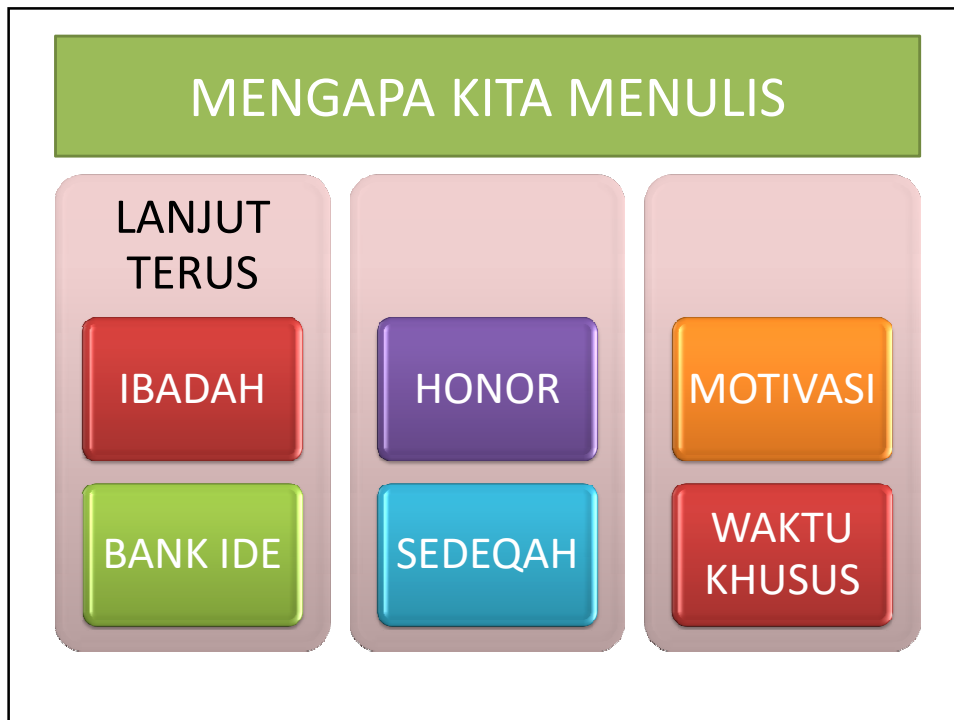 MENGAPA KITA MENULIS
LANJUT
TERUS
IBADAH
BANK IDE
HONOR
SEDEQAH
MOTIVASI
WAKTU
KHUSUS